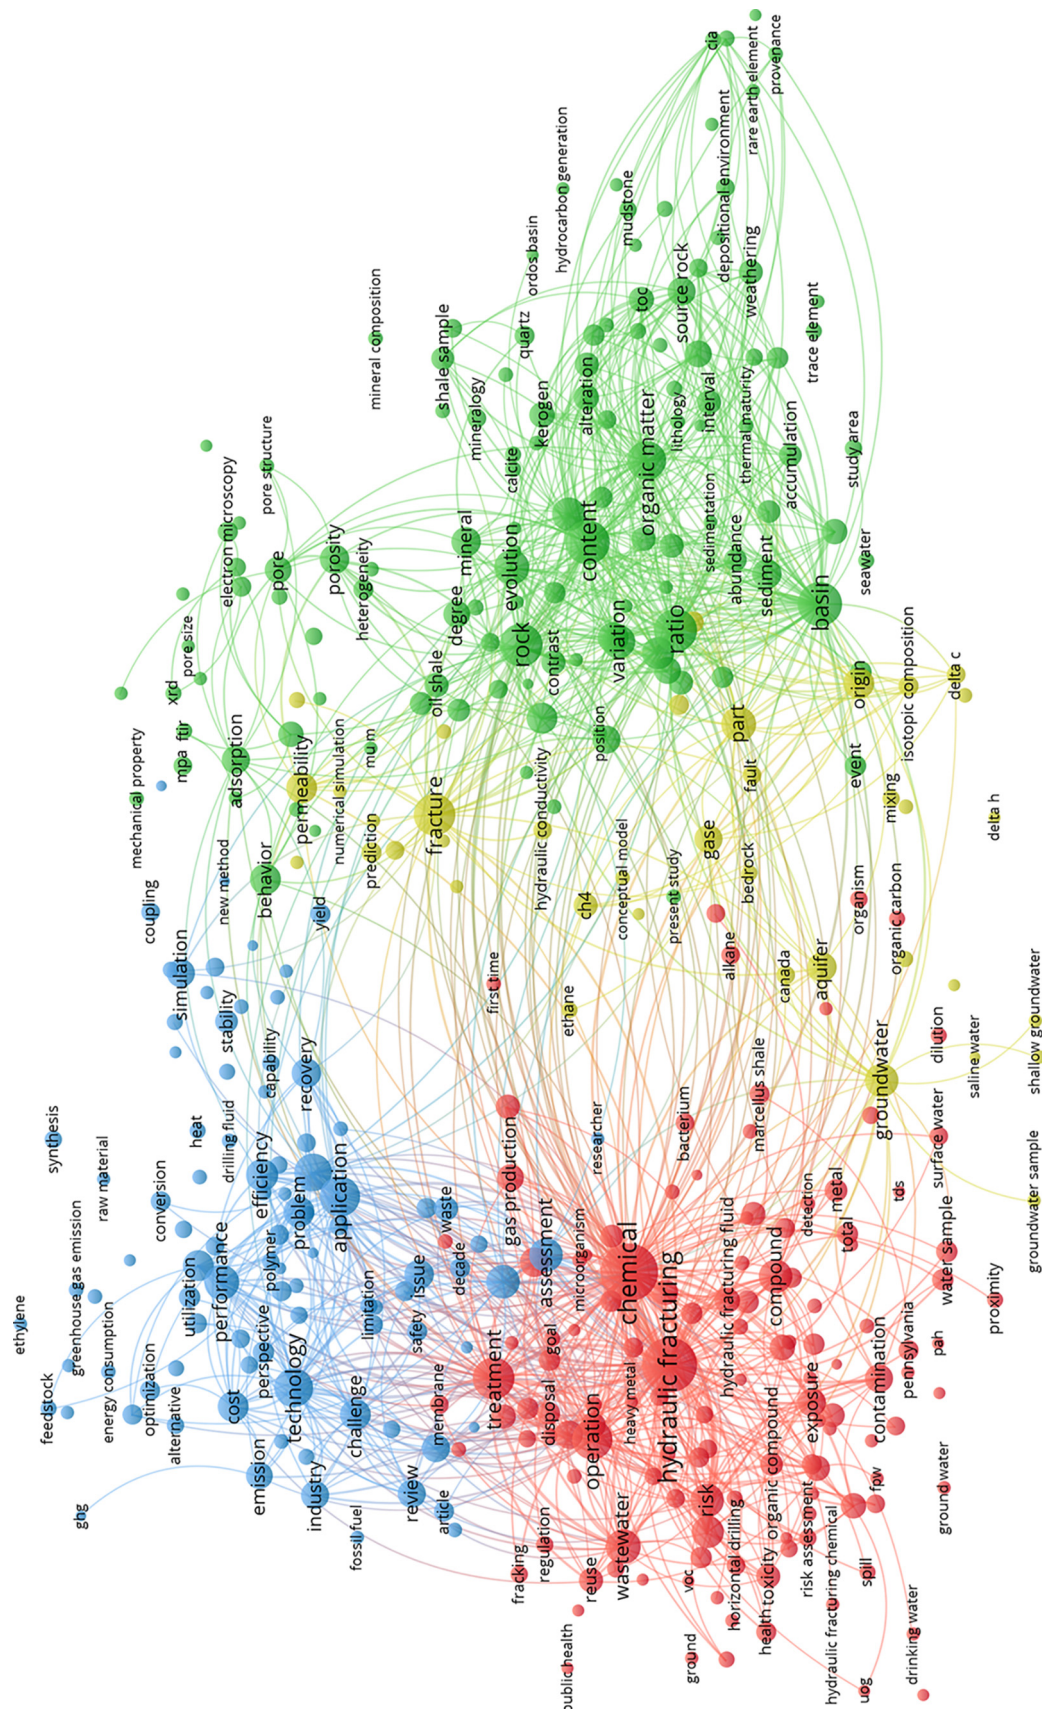 cia
rare earth element
provenance
depositional environment
hydrocarbon generation
mudstone
ordos basin
source rock
weathering
toc
mineral composition
shale sample
quartz
trace element
mineralogy
kerogen
alteration
lithology
interval
thermal maturity
calcite
organic matter
accumulation
study area
pore structure
electron microscopy
pore
porosity
heterogeneity
mineral
evolution
content
sedimentation
abundance
sediment
seawater
basin
degree
rock
contrast
variation
ratio
pore size
xrd
ftir
mpa
oil shale
position
part
origin
isotopic composition
delta c
mechanical property
adsorption
permeability
numerical simulation
mu m
fracture
prediction
hydraulic conductivity
fault
event
mixing
delta h
gase
bedrock
new method
behavior
coupling
yield
ch4
conceptual model
present study
organism
organic carbon
alkane
canada
aquifer
simulation
stability
first time
ethane
capability
recovery
dilution
saline water
shallow groundwater
groundwater
marcellus shale
bacterium
researcher
synthesis
heat
drilling fluid
raw material
conversion
efficiency
problem
application
gas production
surface water
groundwater sample
tds
detection
metal
total
waste
greenhouse gas emission
ethylene
utilization
performance
polymer
issue
decade
assessment
microorganism
chemical
hydraulic fracturing fluid
compound
water sample
proximity
energy consumption
optimization
alternative
feedstock
cost
perspective
technology
limitation
safety
challenge
membrane
treatment
goal
disposal
heavy metal
hydraulic fracturing
operation
exposure
contamination
pennsylvania
pah
ghg
emission
industry
fossil fuel
review
article
organic compound
risk
fpw
ground water
fracking
regulation
reuse
wastewater
voc
horizontal drilling
toxicity
health
risk assessment
hydraulic fracturing chemical
spill
uog
drinking water
ground
public health